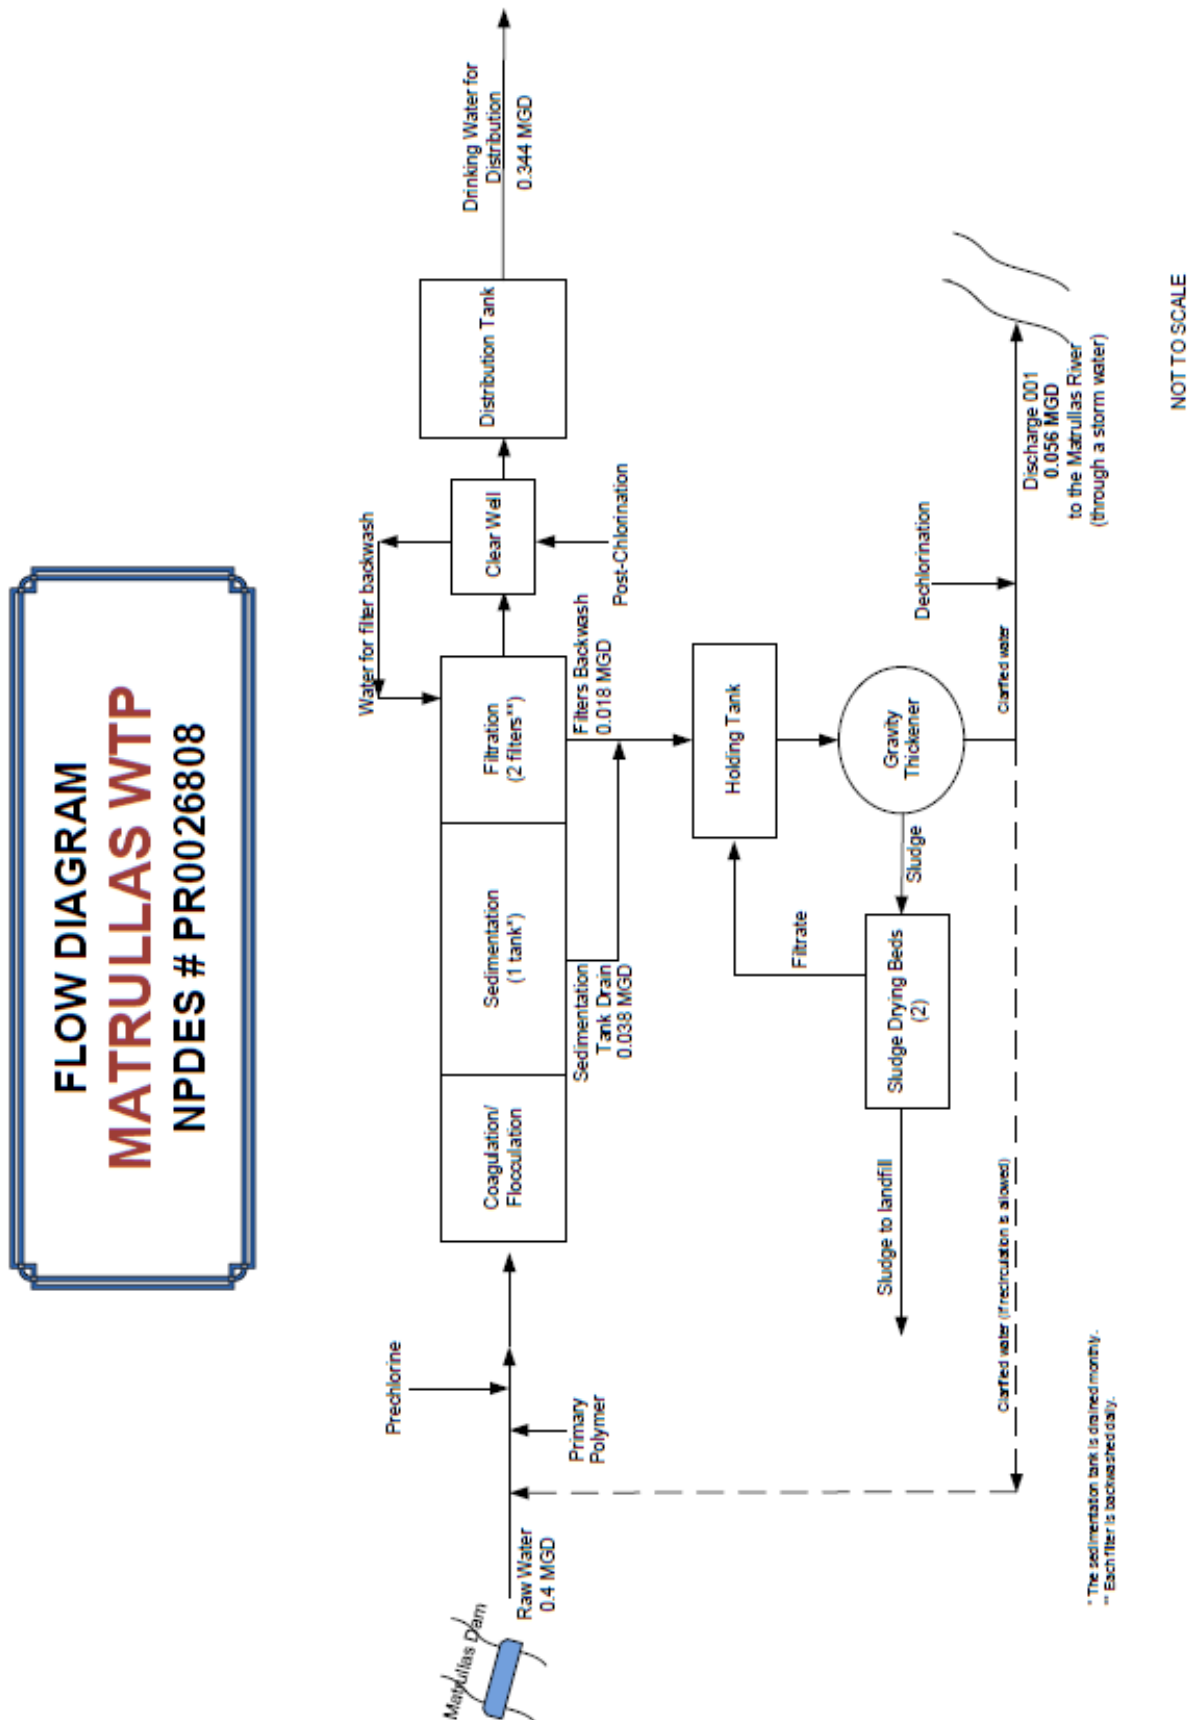 FLOW DIAGRAM
MATRULLAS WTP
NPDES # PR0026808
Matrullas Dam
Raw Water
0.4 MGD
Prechlorine
Primary
Polymer
Coagulation/
Flocculation
Sedimentation
(1 tank*)
Filtration
(2 filters**)
Water for filter backwash
Clear Well
Post-Chlorination
Distribution Tank
Drinking Water for
Distribution
0.344 MGD
Sedimentation
Tank Drain
0.038 MGD
Filters Backwash
0.018 MGD
Holding Tank
Gravity
Thickener
Sludge
Filtrate
Sludge Drying Beds
(2)
Sludge to landfill
Clarified water (if recirculation is allowed)
Clarified water
Dechlorination
Discharge 001
0.056 MGD
to the Matrullas River
(through a storm water)
* The sedimentation tank is drained monthly.
** Each filter is backwashed daily.
NOT TO SCALE